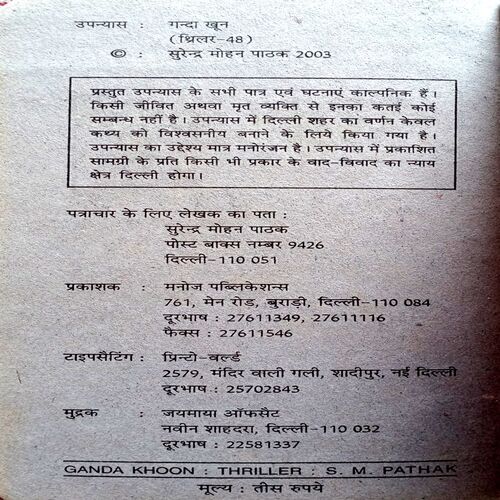 उपन्यास : गन्दा खून
(थ्रिलर-48)
© : सुरेन्द्र मोहन पाठक 2003
प्रस्तुत उपन्यास के सभी पात्र एवं घटनाएं काल्पनिक हैं।
किसी जीवित अथवा मृत व्यक्ति से इनका कतई कोई
सम्बन्ध नहीं है। उपन्यास में दिल्ली शहर का वर्णन केवल
कथ्य को विश्वसनीय बनाने के लिये किया गया है।
उपन्यास का उद्देश्य मात्र मनोरंजन है। उपन्यास में प्रकाशित
सामग्री के प्रति किसी भी प्रकार के वाद-विवाद का न्याय
क्षेत्र दिल्ली होगा।
पत्राचार के लिए लेखक का पता :
सुरेन्द्र मोहन पाठक
पोस्ट बाक्स नम्बर 9426
दिल्ली-110 051
प्रकाशक : मनोज पब्लिकेशन्स
761, मेन रोड, बुराड़ी, दिल्ली-110 084
दूरभाष : 27611349, 27611116
फैक्स : 27611546
टाइपसैटिंग : प्रिन्टो-वर्ल्ड
2579, मंदिर वाली गली, शादीपुर, नई दिल्ली
दूरभाष : 25702843
मुद्रक : जयमाया ऑफसैट
नवीन शाहदरा, दिल्ली-110 032
दूरभाष : 22581337
GANDA KHOON : THRILLER : S. M. PATHAK
मूल्य : तीस रुपये